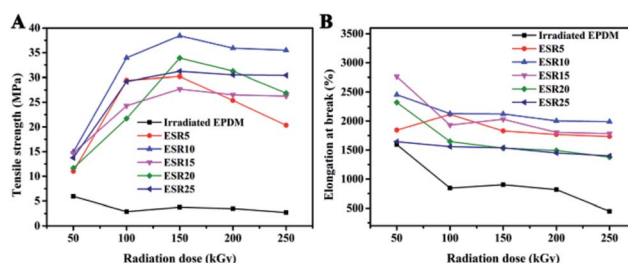 A
Tensile strength (MPa)
40
35
30
25
20
15
10
5
0
Irradiated EPDM
ESR5
ESR10
ESR15
ESR20
ESR25
50 100 150 200 250
Radiation dose (kGy)
B
Elongation at break (%)
4000
3500
3000
2500
2000
1500
1000
500
Irradiated EPDM
ESR5
ESR10
ESR15
ESR20
ESR25
50 100 150 200 250
Radiation dose (kGy)